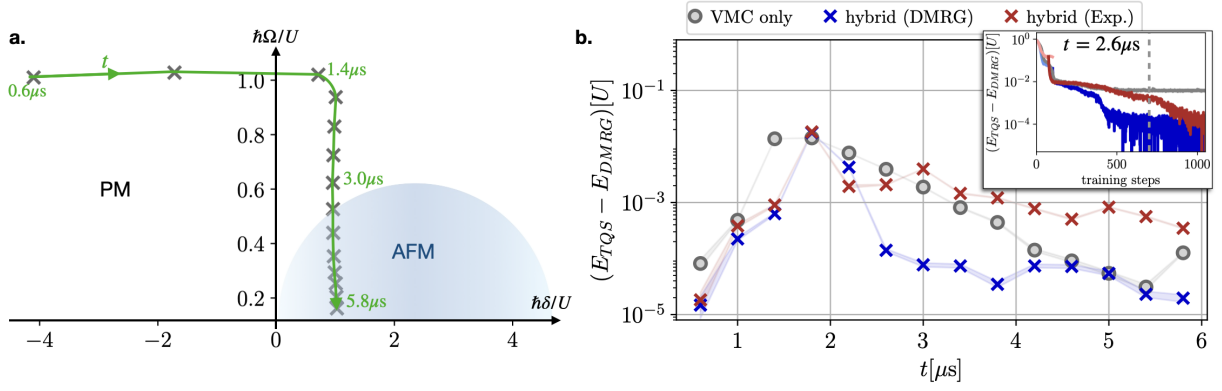 a.
ħΩ/U
t
0.6μs
1.4μs
1.0
0.8
3.0μs
0.6
PM
0.4
AFM
0.2
5.8μs
ħδ/U
−4
−2
0
2
4
b.
VMC only
hybrid (DMRG)
hybrid (Exp.)
(E_TQS − E_DMRG)[U]
10⁻¹
10⁻³
10⁻⁵
1
2
3
4
5
6
t[μs]
t = 2.6μs
(E_TQS − E_DMRG)[U]
10⁰
10⁻²
10⁻⁴
0
500
1000
training steps